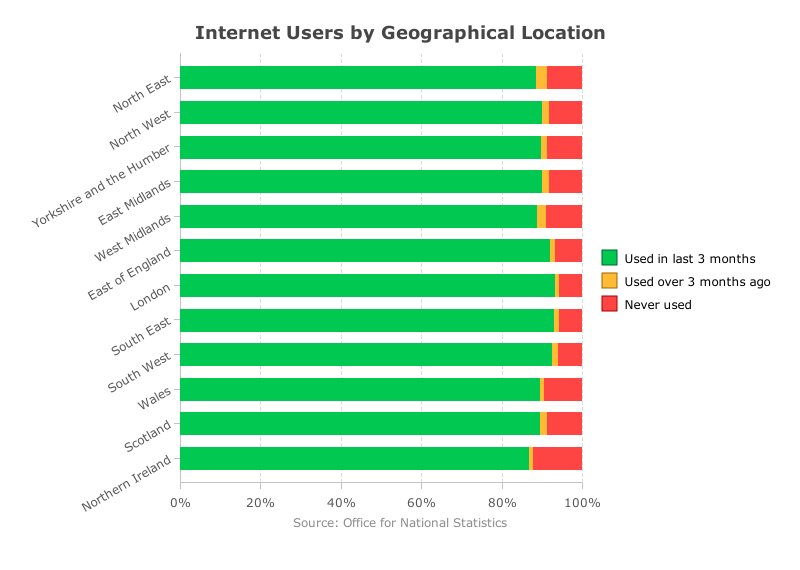 Internet Users by Geographical Location
North East
North West
Yorkshire and the Humber
East Midlands
West Midlands
East of England
London
South East
South West
Wales
Scotland
Northern Ireland
Used in last 3 months
Used over 3 months ago
Never used
0% 20% 40% 60% 80% 100%
Source: Office for National Statistics